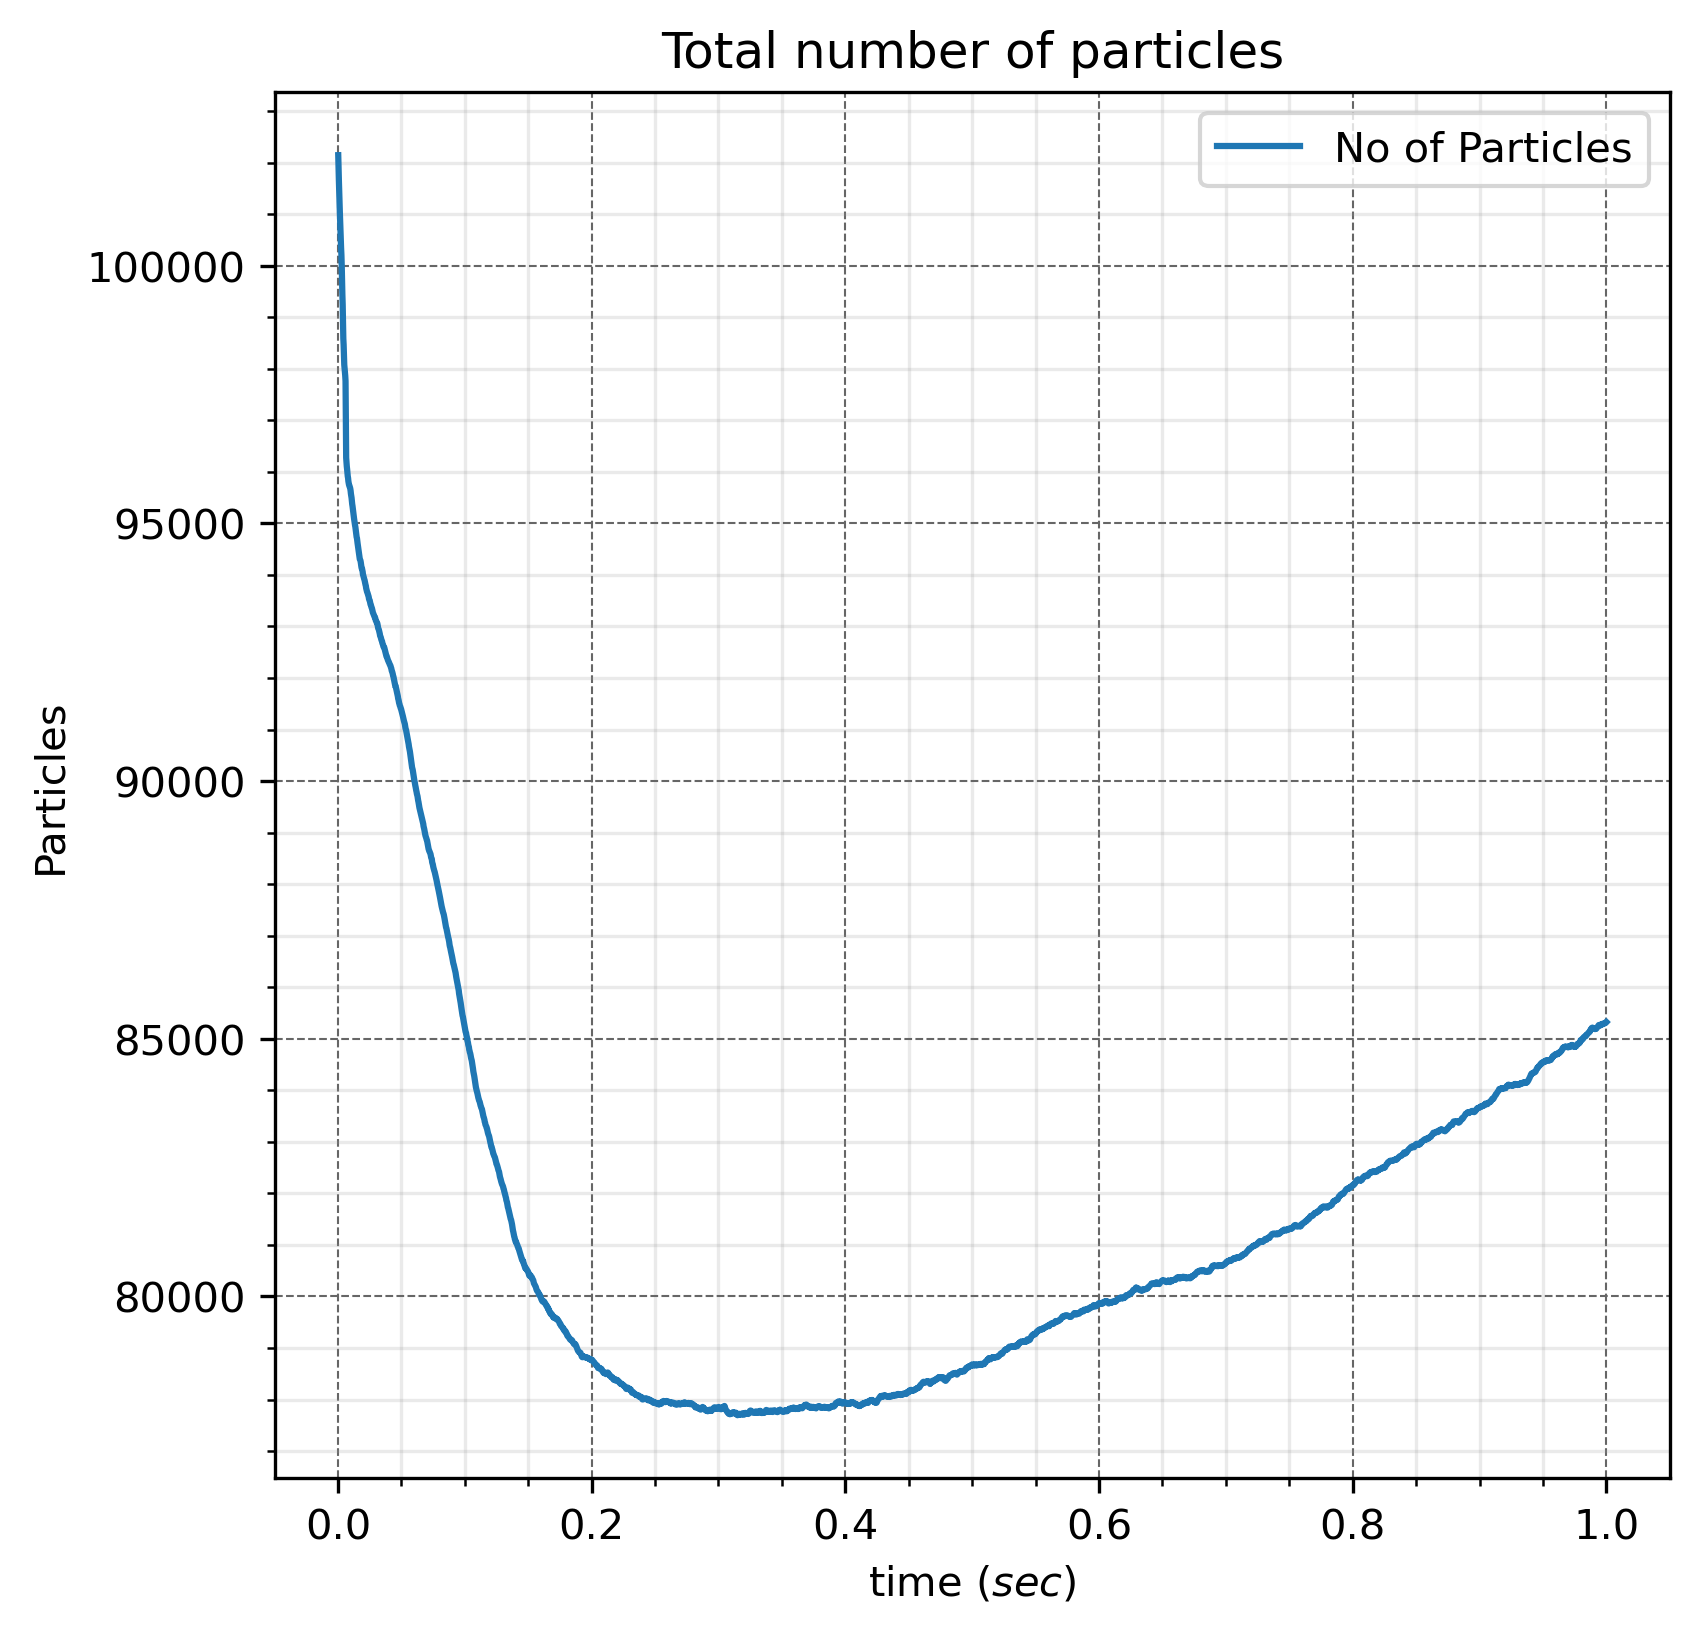 Total number of particles
No of Particles
100000
95000
90000
85000
80000
Particles
0.0 0.2 0.4 0.6 0.8 1.0
time (sec)